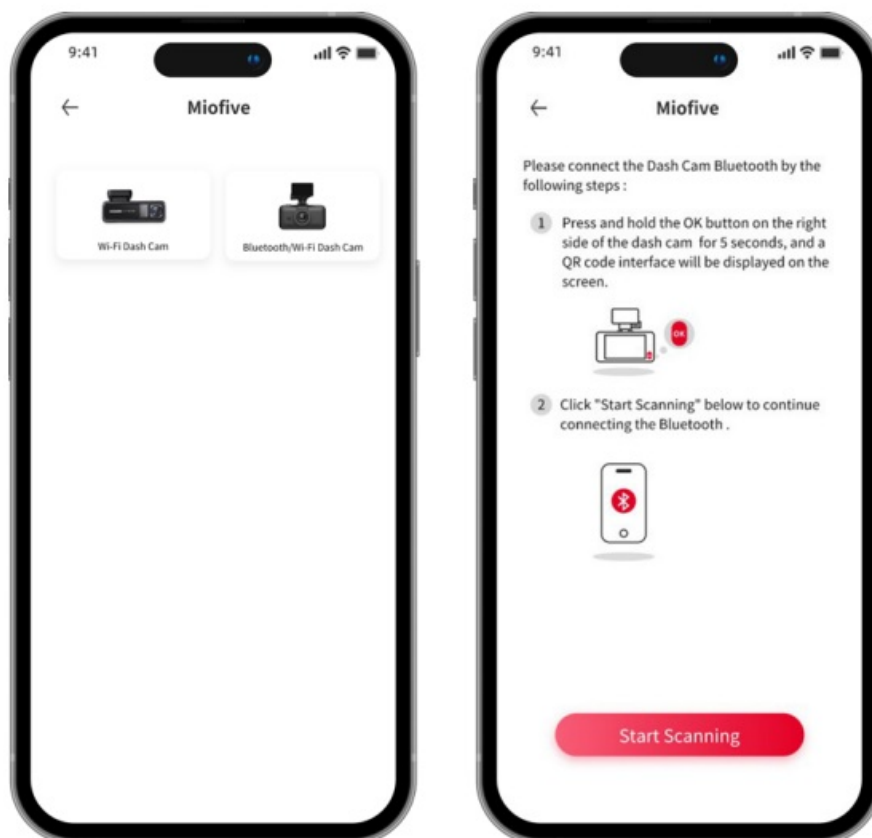 9:41
Miofive
Wi-Fi Dash Cam
Bluetooth/Wi-Fi Dash Cam
9:41
Miofive
Please connect the Dash Cam Bluetooth by the
following steps :
1 Press and hold the OK button on the right
side of the dash cam for 5 seconds, and a
QR code interface will be displayed on the
screen.
OK
2 Click "Start Scanning" below to continue
connecting the Bluetooth .
Start Scanning